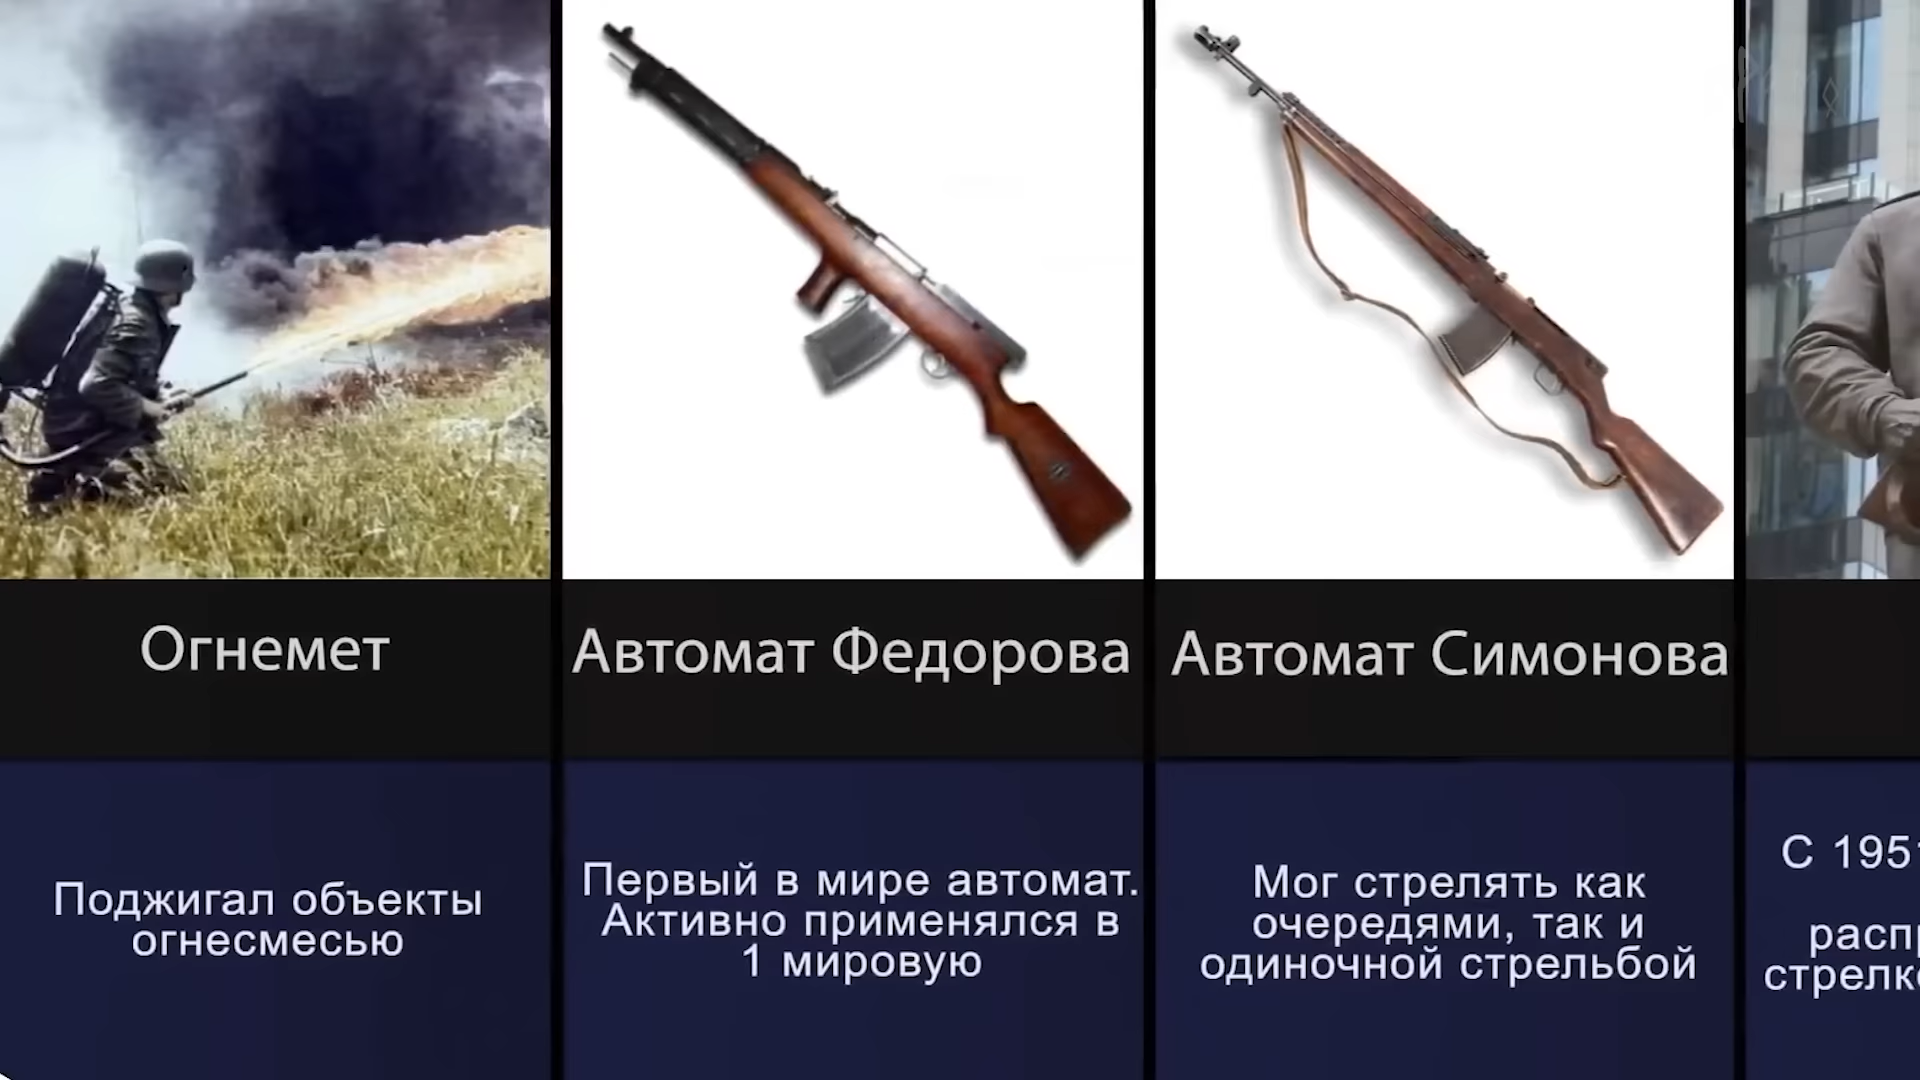 Огнемет
Поджигал объекты
огнесмесью
Автомат Федорова
Первый в мире автомат.
Активно применялся в
1 мировую
Автомат Симонова
Мог стрелять как
очередями, так и
одиночной стрельбой
С 195